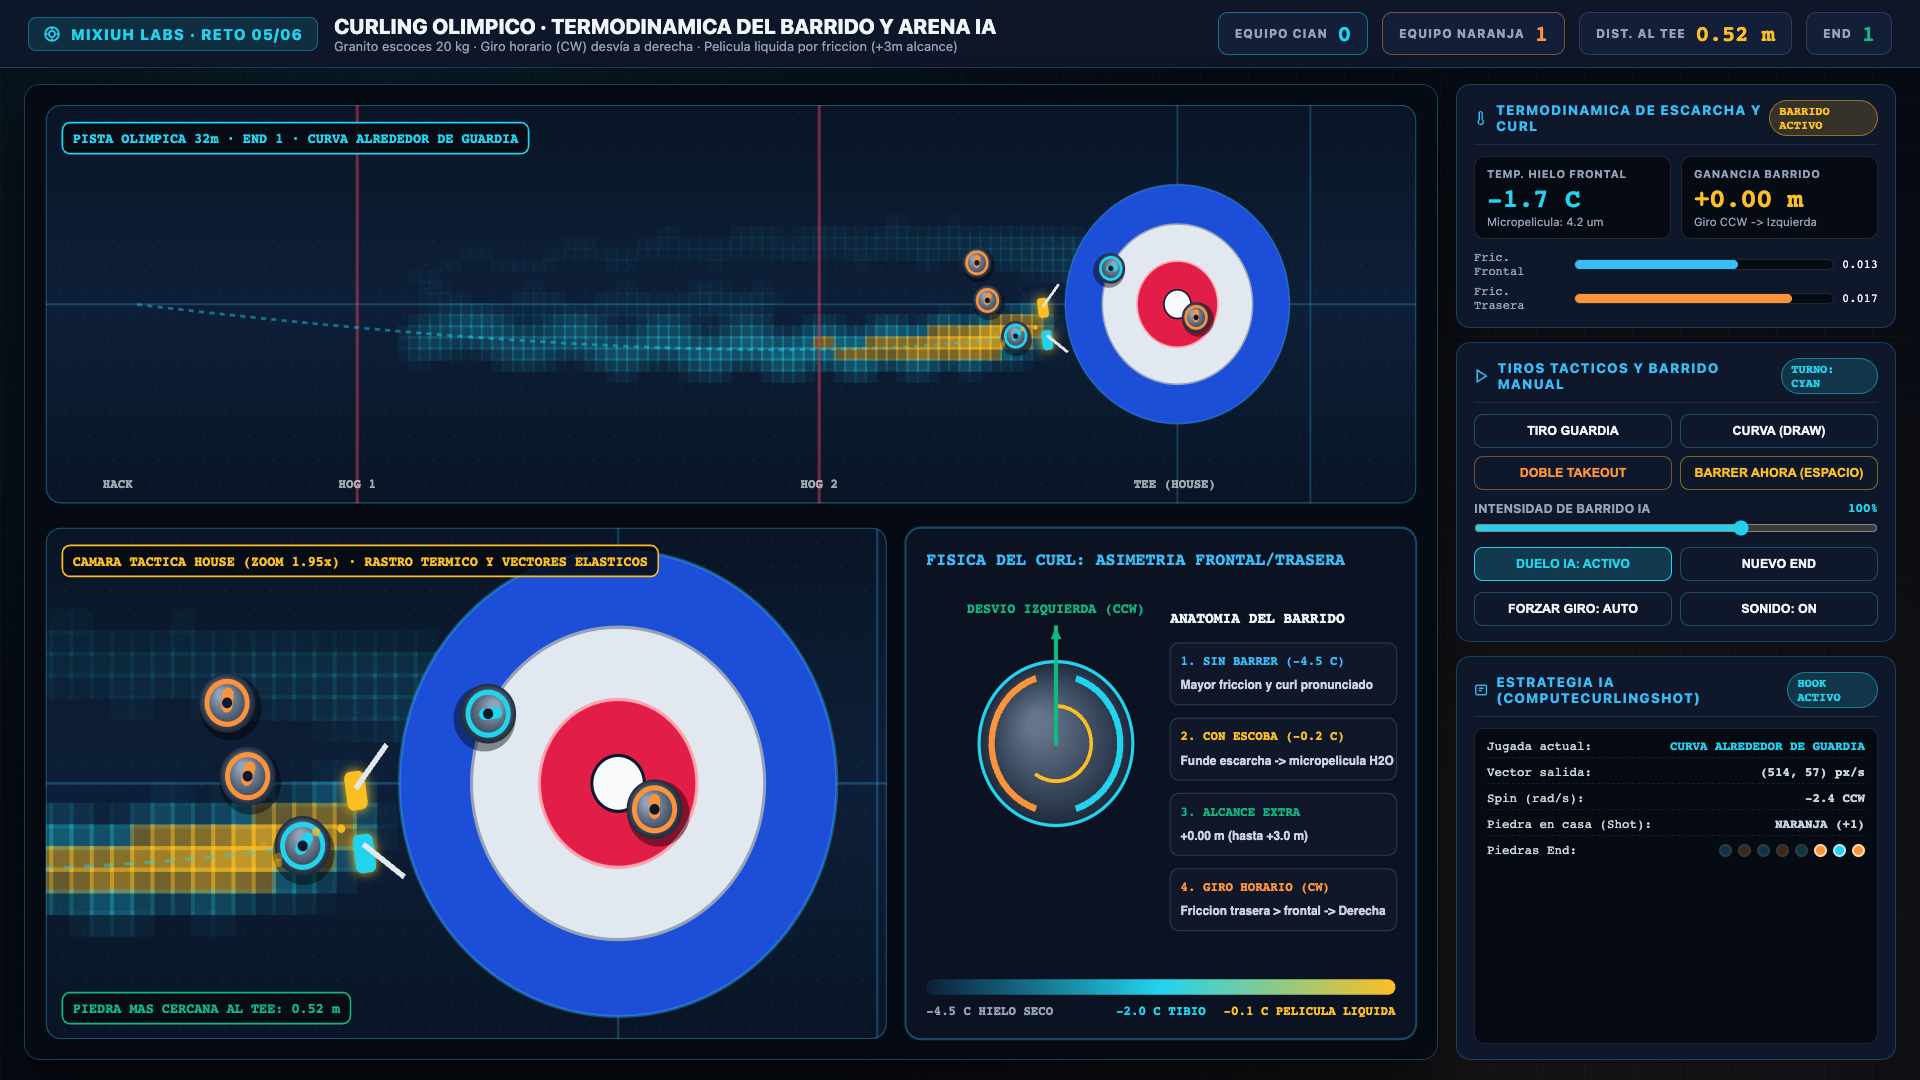 MIXIUH LABS · RETO 05/06
CURLING OLIMPICO · TERMODINAMICA DEL BARRIDO Y ARENA IA
Granito escoces 20 kg · Giro horario (CW) desvía a derecha · Pelicula liquida por friccion (+3m alcance)
EQUIPO CIAN 0
EQUIPO NARANJA 1
DIST. AL TEE 0.52 m
END 1
PISTA OLIMPICA 32m · END 1 · CURVA ALREDEDOR DE GUARDIA
HACK
HOG 1
HOG 2
TEE (HOUSE)
CAMARA TACTICA HOUSE (ZOOM 1.95x) · RASTRO TERMICO Y VECTORES ELASTICOS
PIEDRA MAS CERCANA AL TEE: 0.52 m
FISICA DEL CURL: ASIMETRIA FRONTAL/TRASERA
DESVIO IZQUIERDA (CCW)
ANATOMIA DEL BARRIDO
1. SIN BARRER (-4.5 C)
Mayor friccion y curl pronunciado
2. CON ESCOBA (-0.2 C)
Funde escarcha -> micropelicula H2O
3. ALCANCE EXTRA
+0.00 m (hasta +3.0 m)
4. GIRO HORARIO (CW)
Friccion trasera > frontal -> Derecha
-4.5 C HIELO SECO
-2.0 C TIBIO
-0.1 C PELICULA LIQUIDA
TERMODINAMICA DE ESCARCHA Y CURL
BARRIDO ACTIVO
TEMP. HIELO FRONTAL
-1.7 C
Micropelicula: 4.2 um
GANANCIA BARRIDO
+0.00 m
Giro CCW -> Izquierda
Fric. Frontal
0.013
Fric. Trasera
0.017
TIROS TACTICOS Y BARRIDO MANUAL
TURNO: CYAN
TIRO GUARDIA
CURVA (DRAW)
DOBLE TAKEOUT
BARRER AHORA (ESPACIO)
INTENSIDAD DE BARRIDO IA
100%
DUELO IA: ACTIVO
NUEVO END
FORZAR GIRO: AUTO
SONIDO: ON
ESTRATEGIA IA (COMPUTECURLINGSHOT)
HOOK ACTIVO
Jugada actual: CURVA ALREDEDOR DE GUARDIA
Vector salida: (514, 57) px/s
Spin (rad/s): -2.4 CCW
Piedra en casa (Shot): NARANJA (+1)
Piedras End: